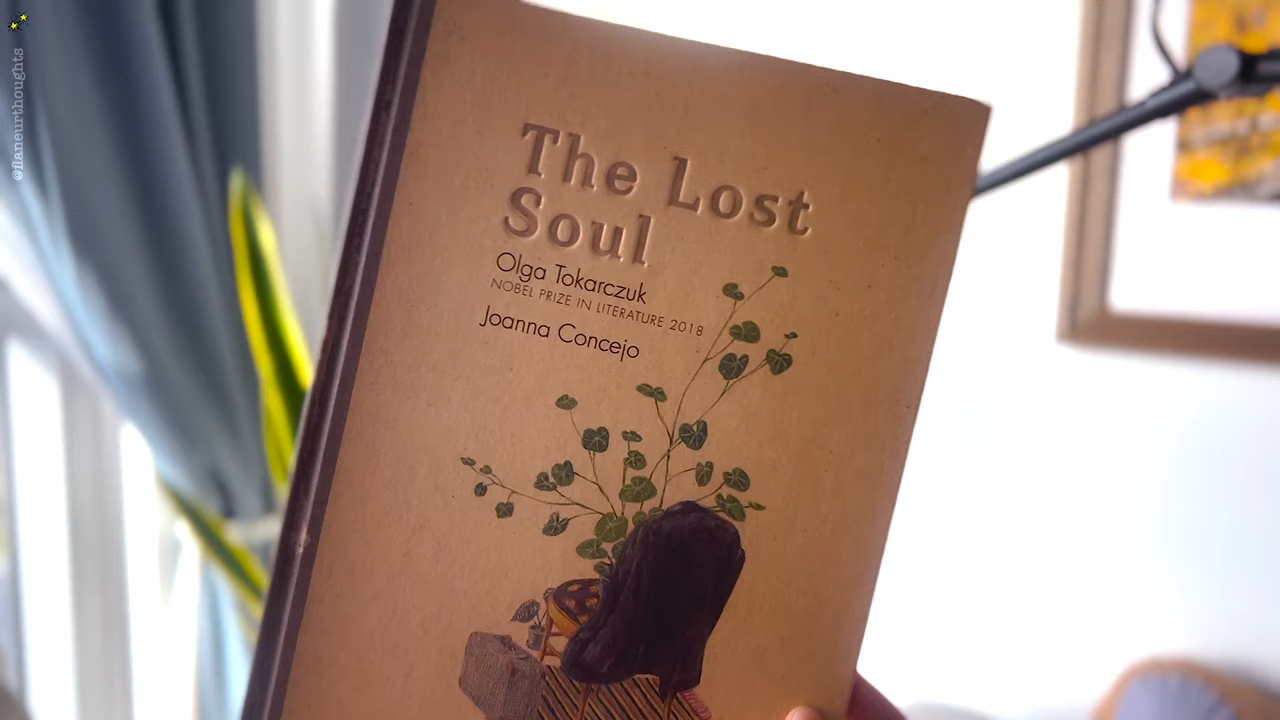 @flaneurthoughts
The Lost
Soul
Olga Tokarczuk
NOBEL PRIZE IN LITERATURE 2018
Joanna Concejo